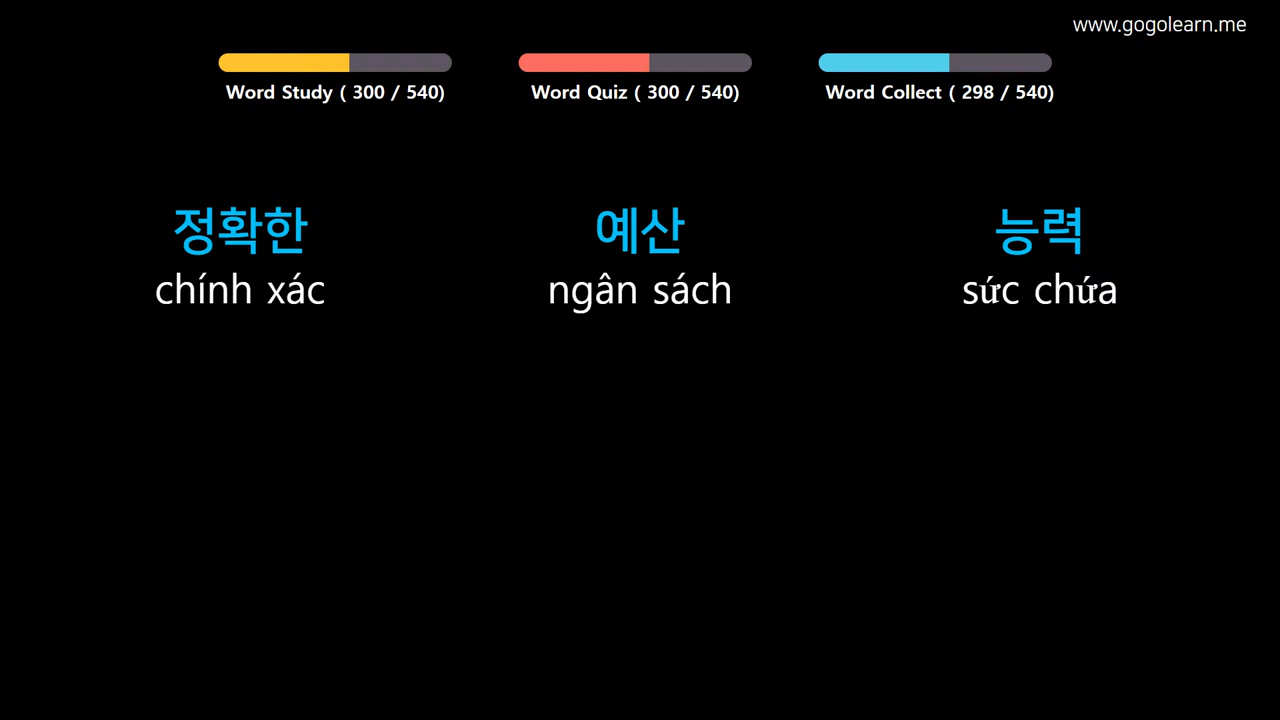 www.gogolearn.me
Word Study ( 300 / 540)
Word Quiz ( 300 / 540)
Word Collect ( 298 / 540)
정확한
예산
능력
chính xác
ngân sách
sức chứa